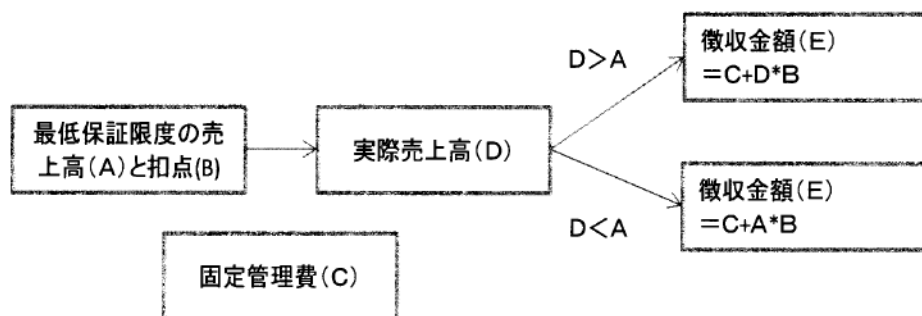 最低保証限度の売
上高(A)と扣点(B)
実際売上高(D)
D>A
徴収金額(E)
=C+D*B
D<A
徴収金額(E)
=C+A*B
固定管理費(C)